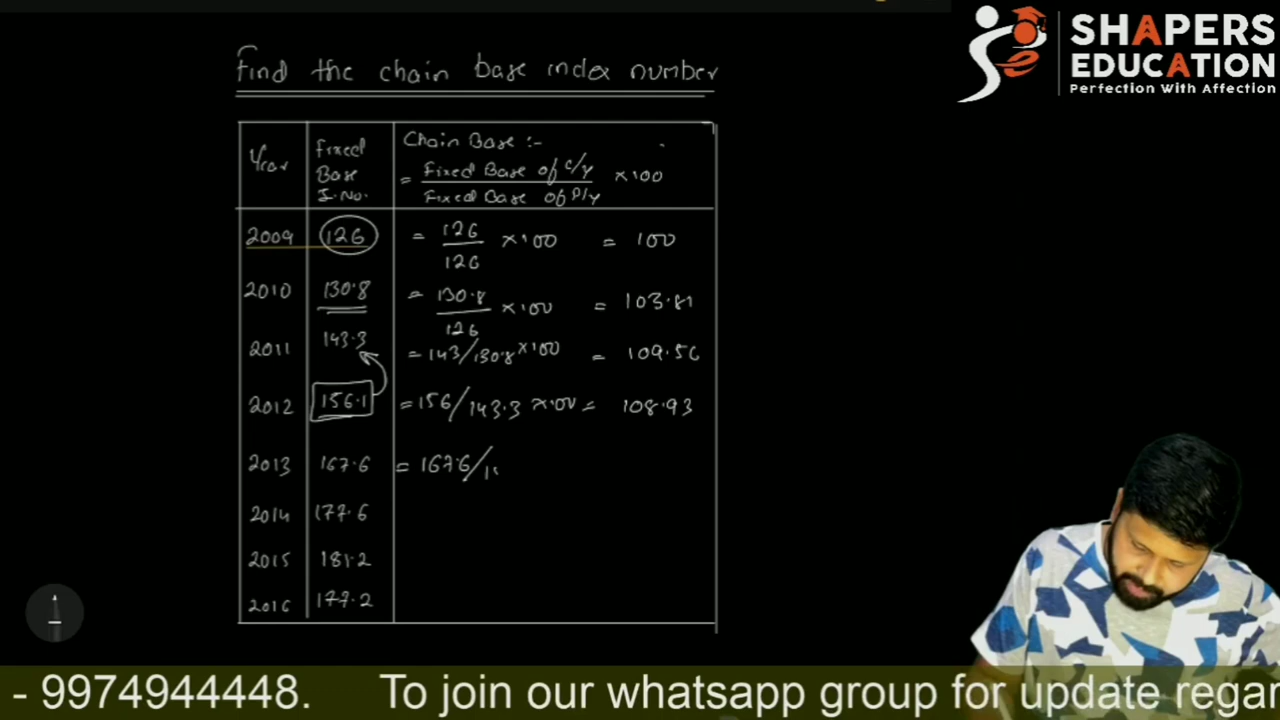 SHAPERS
EDUCATION
Perfection With Affection
Find the chain base index number
Year
Fixed
Base
I.No.
Chain Base :-
= Fixed Base of C/y / Fixed Base of P/y ×100
2009 126 = 126/126 ×100 = 100
2010 130.8 = 130.8/126 ×100 = 103.81
2011 143.3 = 143/130.8 ×100 = 109.56
2012 156.1 = 156/143.3 ×100 = 108.93
2013 167.6 = 167.6/1
2014 177.6
2015 181.2
2016 177.2
- 9974944448. To join our whatsapp group for update regar